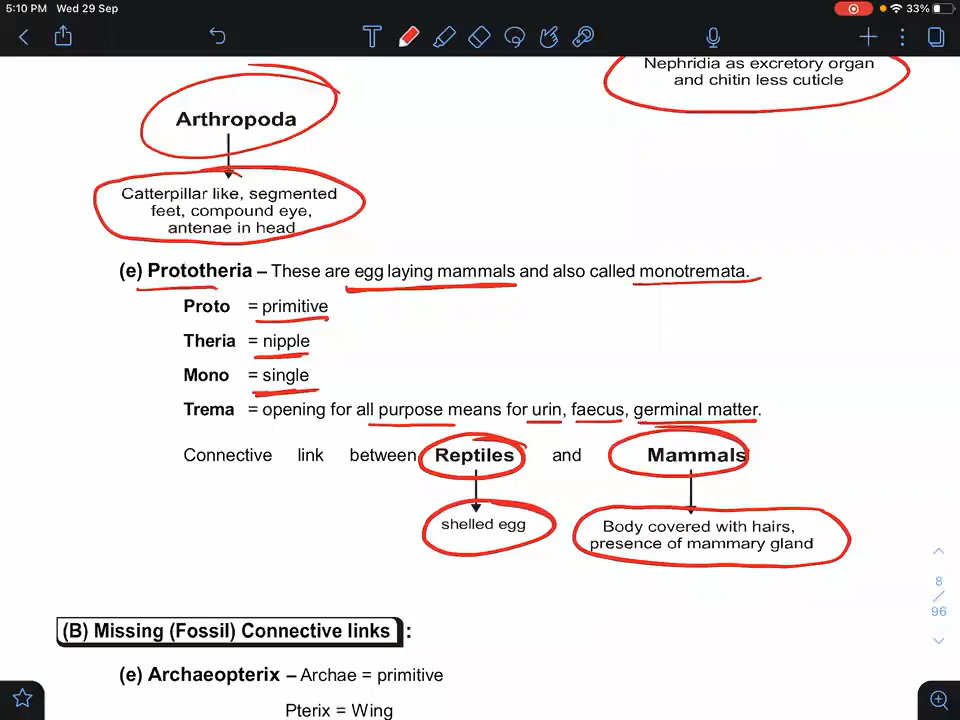 5:10 PM Wed 29 Sep 33%
Nephridia as excretory organ
and chitin less cuticle
Arthropoda
Catterpillar like, segmented
feet, compound eye,
antenae in head
(e) Prototheria – These are egg laying mammals and also called monotremata.
Proto = primitive
Theria = nipple
Mono = single
Trema = opening for all purpose means for urin, faecus, germinal matter.
Connective link between Reptiles and Mammals
shelled egg
Body covered with hairs,
presence of mammary gland
8
/
96
(B) Missing (Fossil) Connective links :
(e) Archaeopterix – Archae = primitive
Pterix = Wing